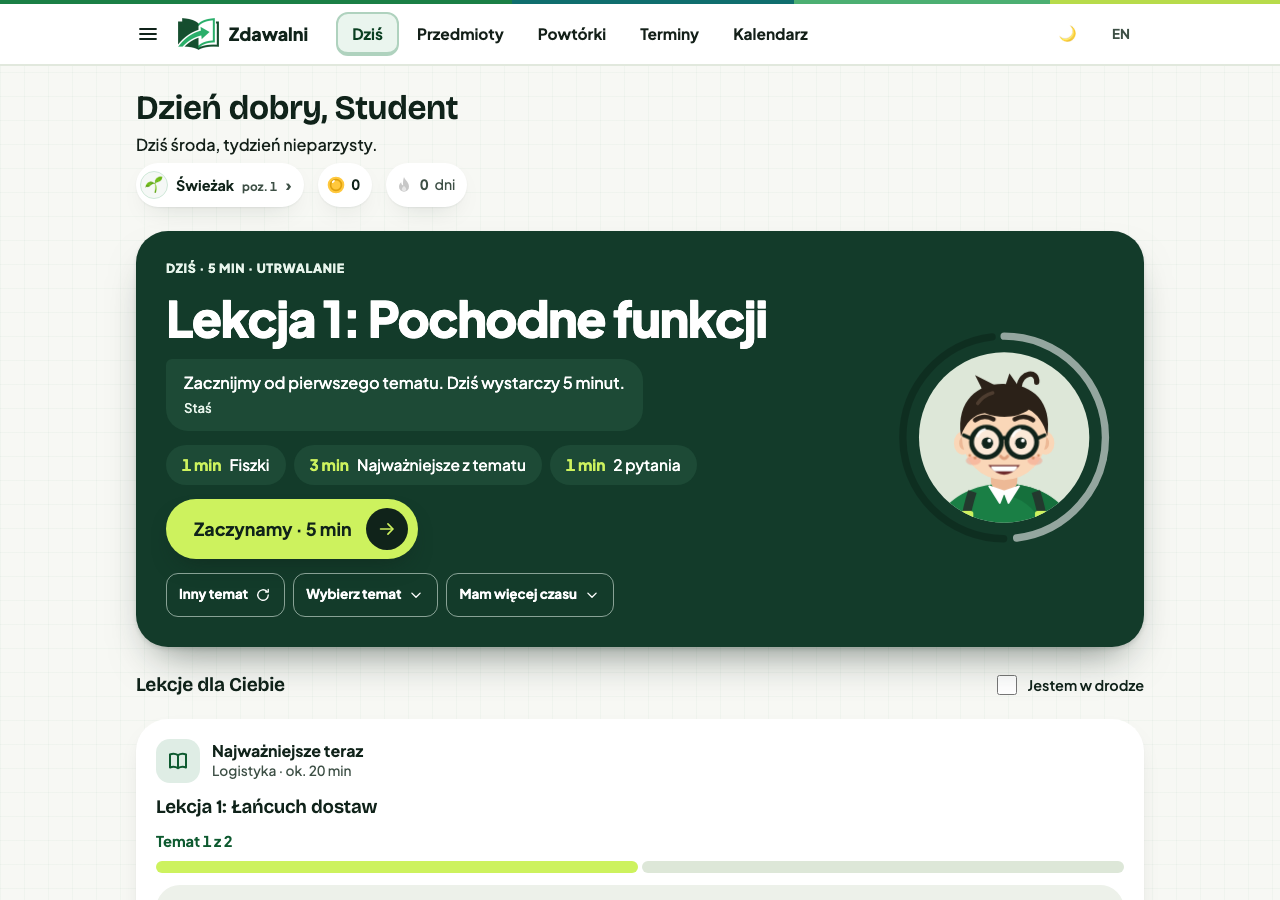 Zdawalni
Dziś
Przedmioty
Powtórki
Terminy
Kalendarz
EN
Dzień dobry, Student
Dziś środa, tydzień nieparzysty.
Świeżak poz. 1 ›
0
0 dni
DZIŚ · 5 MIN · UTRWALANIE
Lekcja 1: Pochodne funkcji
Zacznijmy od pierwszego tematu. Dziś wystarczy 5 minut.
Staś
1 min Fiszki
3 min Najważniejsze z tematu
1 min 2 pytania
Zaczynamy · 5 min
Inny temat
Wybierz temat
Mam więcej czasu
Lekcje dla Ciebie
Jestem w drodze
Najważniejsze teraz
Logistyka · ok. 20 min
Lekcja 1: Łańcuch dostaw
Temat 1 z 2